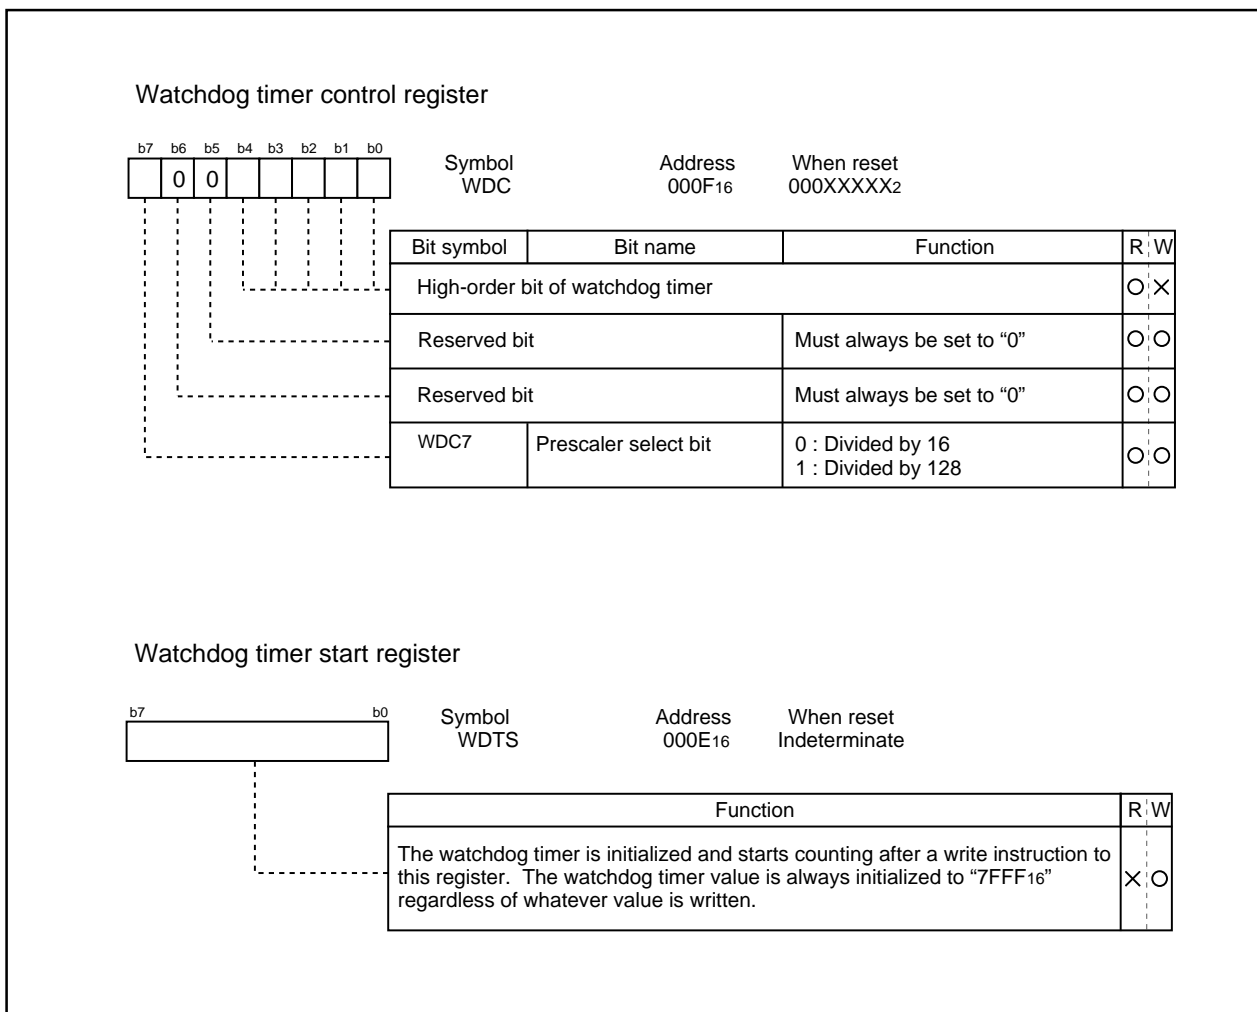 Watchdog timer control register
b7 b6 b5 b4 b3 b2 b1 b0
0 0
Symbol Address When reset
WDC 000F16 000XXXXX2
Bit symbol Bit name Function R W
High-order bit of watchdog timer
Reserved bit Must always be set to “0”
Reserved bit Must always be set to “0”
WDC7 Prescaler select bit 0 : Divided by 16
1 : Divided by 128
Watchdog timer start register
b7 b0
Symbol Address When reset
WDTS 000E16 Indeterminate
Function R W
The watchdog timer is initialized and starts counting after a write instruction to
this register. The watchdog timer value is always initialized to “7FFF16”
regardless of whatever value is written.